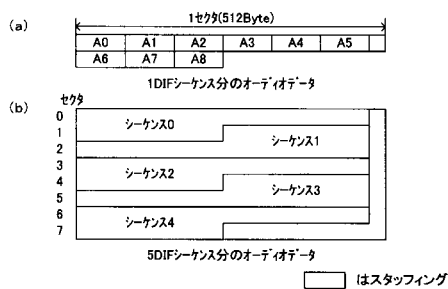 (a)
1セクタ(512Byte)
A0 A1 A2 A3 A4 A5
A6 A7 A8
1DIFシーケンス分のオーディオデータ
(b)
セクタ
0
シーケンス0
1
シーケンス1
2
3
シーケンス2
4
シーケンス3
5
6
シーケンス4
7
5DIFシーケンス分のオーディオデータ
はスタッフィング